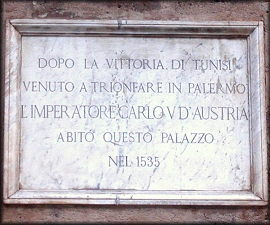 DOPO LA VITTORIA DI TUNISI
VENUTO A TRIONFARE IN PALERMO
L'IMPERATORE CARLO V D'AUSTRIA
ABITÒ QUESTO PALAZZO
NEL 1535